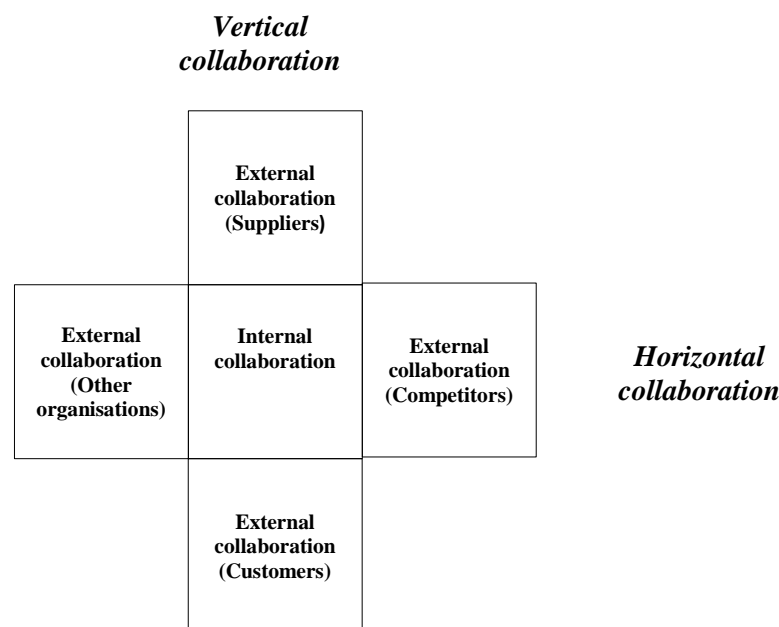 Vertical
collaboration
External
collaboration
(Suppliers)
External
collaboration
(Other
organisations)
Internal
collaboration
External
collaboration
(Competitors)
Horizontal
collaboration
External
collaboration
(Customers)